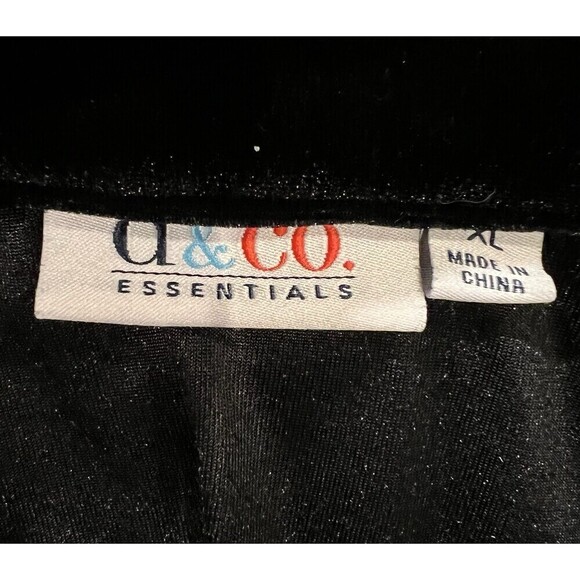 d&co.
ESSENTIALS
XL
MADE IN
CHINA